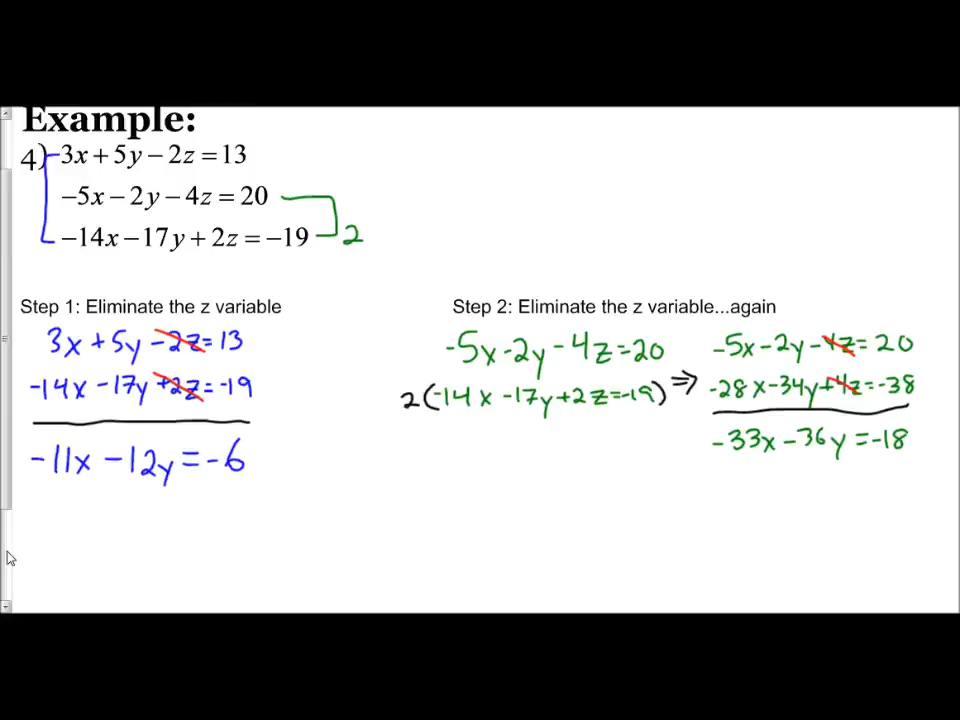 Example:
4) 3x + 5y − 2z = 13
−5x − 2y − 4z = 20
−14x − 17y + 2z = −19
2
Step 1: Eliminate the z variable
3x + 5y − 2z = 13
−14x − 17y + 2z = −19
−11x − 12y = −6
Step 2: Eliminate the z variable...again
−5x − 2y − 4z = 20
2(−14x − 17y + 2z = −19) ⇒
−5x − 2y − 4z = 20
−28x − 34y + 4z = −38
−33x − 36y = −18